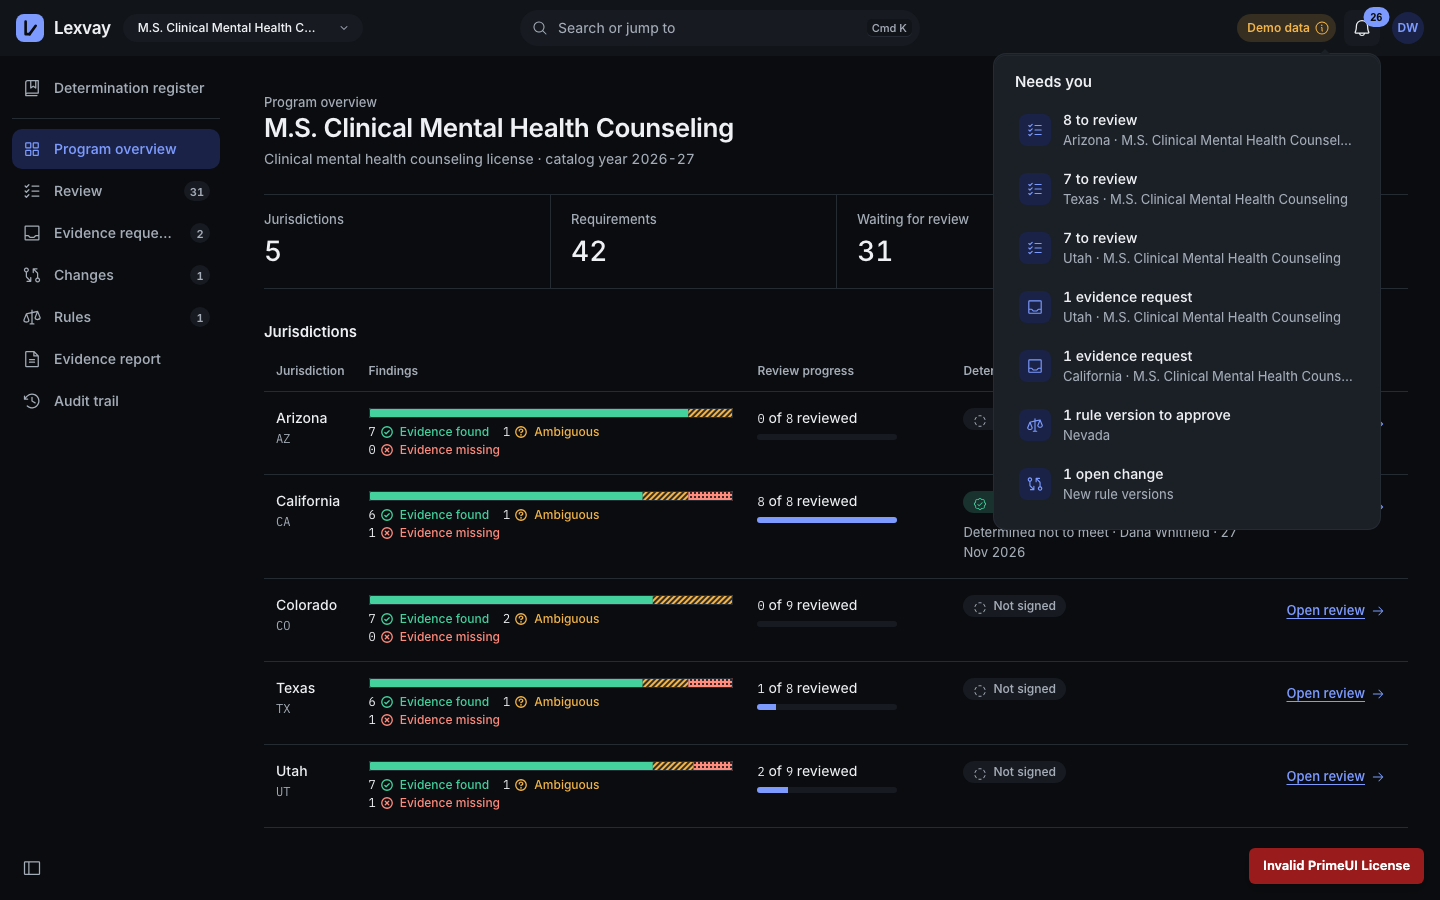 Lexvay
M.S. Clinical Mental Health C...
Search or jump to
Cmd K
Demo data
26
DW
Determination register
Program overview
Review 31
Evidence reque... 2
Changes 1
Rules 1
Evidence report
Audit trail
Program overview
M.S. Clinical Mental Health Counseling
Clinical mental health counseling license · catalog year 2026-27
Jurisdictions
5
Requirements
42
Waiting for review
31
Jurisdictions
Jurisdiction Findings Review progress
Arizona
AZ
7 Evidence found 1 Ambiguous
0 Evidence missing
0 of 8 reviewed
California
CA
6 Evidence found 1 Ambiguous
1 Evidence missing
8 of 8 reviewed
Determined not to meet · Dana Whitfield · 27
Nov 2026
Colorado
CO
7 Evidence found 2 Ambiguous
0 Evidence missing
0 of 9 reviewed
Not signed
Open review
Texas
TX
6 Evidence found 1 Ambiguous
1 Evidence missing
1 of 8 reviewed
Not signed
Open review
Utah
UT
7 Evidence found 1 Ambiguous
1 Evidence missing
2 of 9 reviewed
Not signed
Open review
Needs you
8 to review
Arizona · M.S. Clinical Mental Health Counsel...
7 to review
Texas · M.S. Clinical Mental Health Counseling
7 to review
Utah · M.S. Clinical Mental Health Counseling
1 evidence request
Utah · M.S. Clinical Mental Health Counseling
1 evidence request
California · M.S. Clinical Mental Health Couns...
1 rule version to approve
Nevada
1 open change
New rule versions
Invalid PrimeUI License